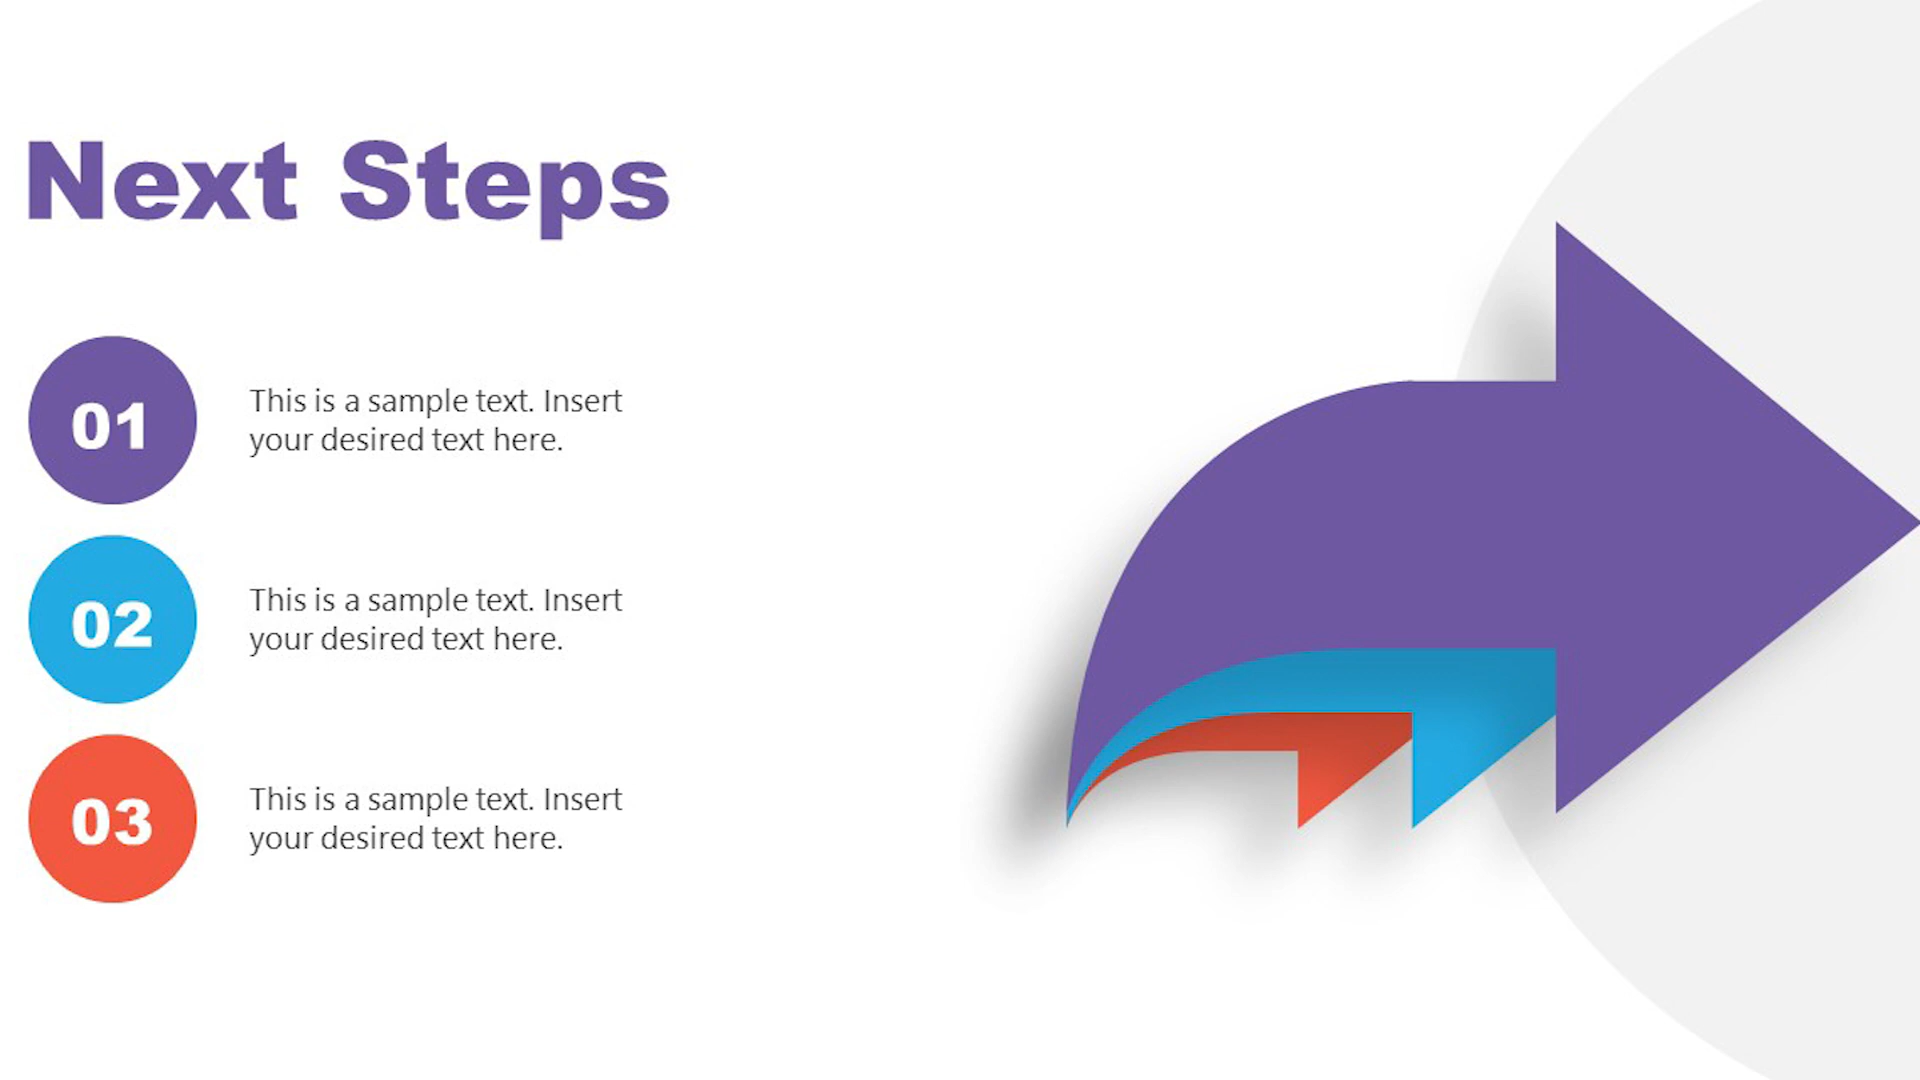 Next Steps
01
This is a sample text. Insert
your desired text here.
02
This is a sample text. Insert
your desired text here.
03
This is a sample text. Insert
your desired text here.